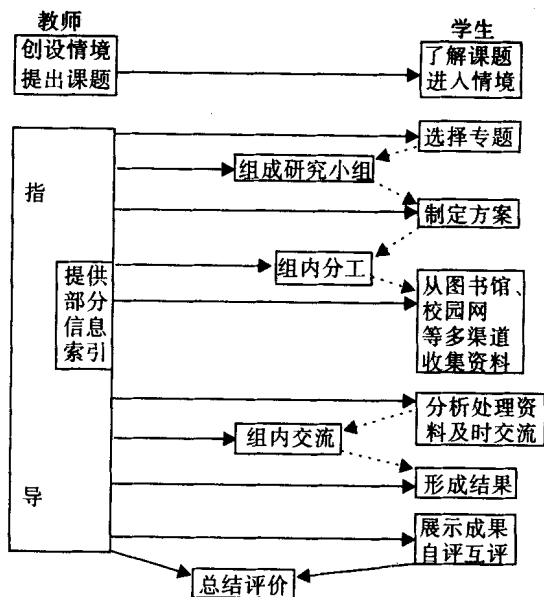 教师
学生
创设情境
提出课题
了解课题
进入情境
选择专题
组成研究小组
指
制定方案
组内分工
提供
部分
信息
索引
从图书馆、
校园网
等多渠道
收集资料
分析处理资
料及时交流
组内交流
形成结果
导
展示成果
自评互评
总结评价